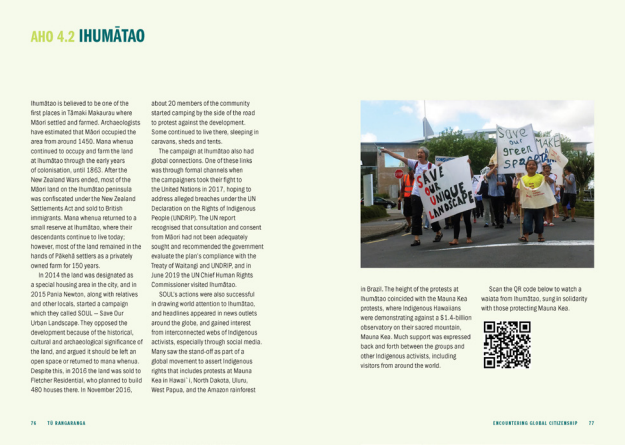 AHO 4.2 IHUMĀTAO
Ihumātao is believed to be one of the
first places in Tāmaki Makaurau where
Māori settled and farmed. Archaeologists
have estimated that Māori occupied the
area from around 1450. Mana whenua
continued to occupy and farm the land
at Ihumātao through the early years
of colonisation, until 1863. After the
New Zealand Wars ended, most of the
Māori land on the Ihumātao peninsula
was confiscated under the New Zealand
Settlements Act and sold to British
immigrants. Mana whenua returned to a
small reserve at Ihumātao, where their
descendants continue to live today;
however, most of the land remained in the
hands of Pākehā settlers as a privately
owned farm for 150 years.
In 2014 the land was designated as
a special housing area in the city, and in
2015 Pania Newton, along with relatives
and other locals, started a campaign
which they called SOUL – Save Our
Urban Landscape. They opposed the
development because of the historical,
cultural and archaeological significance of
the land, and argued it should be left an
open space or returned to mana whenua.
Despite this, in 2016 the land was sold to
Fletcher Residential, who planned to build
480 houses there. In November 2016,
about 20 members of the community
started camping by the side of the road
to protest against the development.
Some continued to live there, sleeping in
caravans, sheds and tents.
The campaign at Ihumātao also had
global connections. One of these links
was through formal channels when
the campaigners took their fight to
the United Nations in 2017, hoping to
address alleged breaches under the UN
Declaration on the Rights of Indigenous
People (UNDRIP). The UN report
recognised that consultation and consent
from Māori had not been adequately
sought and recommended the government
evaluate the plan's compliance with the
Treaty of Waitangi and UNDRIP, and in
June 2019 the UN Chief Human Rights
Commissioner visited Ihumātao.
SOUL's actions were also successful
in drawing world attention to Ihumātao,
and headlines appeared in news outlets
around the globe, and gained interest
from interconnected webs of Indigenous
activists, especially through social media.
Many saw the stand-off as part of a
global movement to assert Indigenous
rights that includes protests at Mauna
Kea in Hawai`i, North Dakota, Uluru,
West Papua, and the Amazon rainforest
SAVE
OUR
UNIQUE
LANDSCAPE
Save
our
green
SPACE
MAKE
in Brazil. The height of the protests at
Ihumātao coincided with the Mauna Kea
protests, where Indigenous Hawaiians
were demonstrating against a $1.4-billion
observatory on their sacred mountain,
Mauna Kea. Much support was expressed
back and forth between the groups and
other Indigenous activists, including
visitors from around the world.
Scan the QR code below to watch a
waiata from Ihumātao, sung in solidarity
with those protecting Mauna Kea.
76 TŌ RANGARANGA
ENCOUNTERING GLOBAL CITIZENSHIP 77